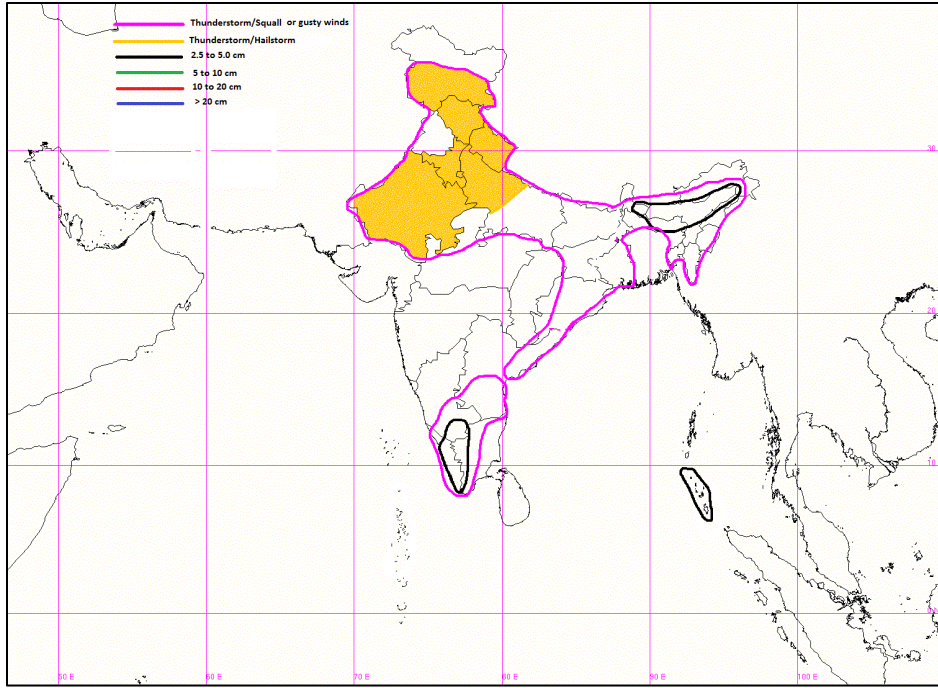 Thunderstorm/Squall or gusty winds
Thunderstorm/Hailstorm
2.5 to 5.0 cm
5 to 10 cm
10 to 20 cm
> 20 cm
30
20
10
50 E
60 E
70 E
80 E
90 E
100 E